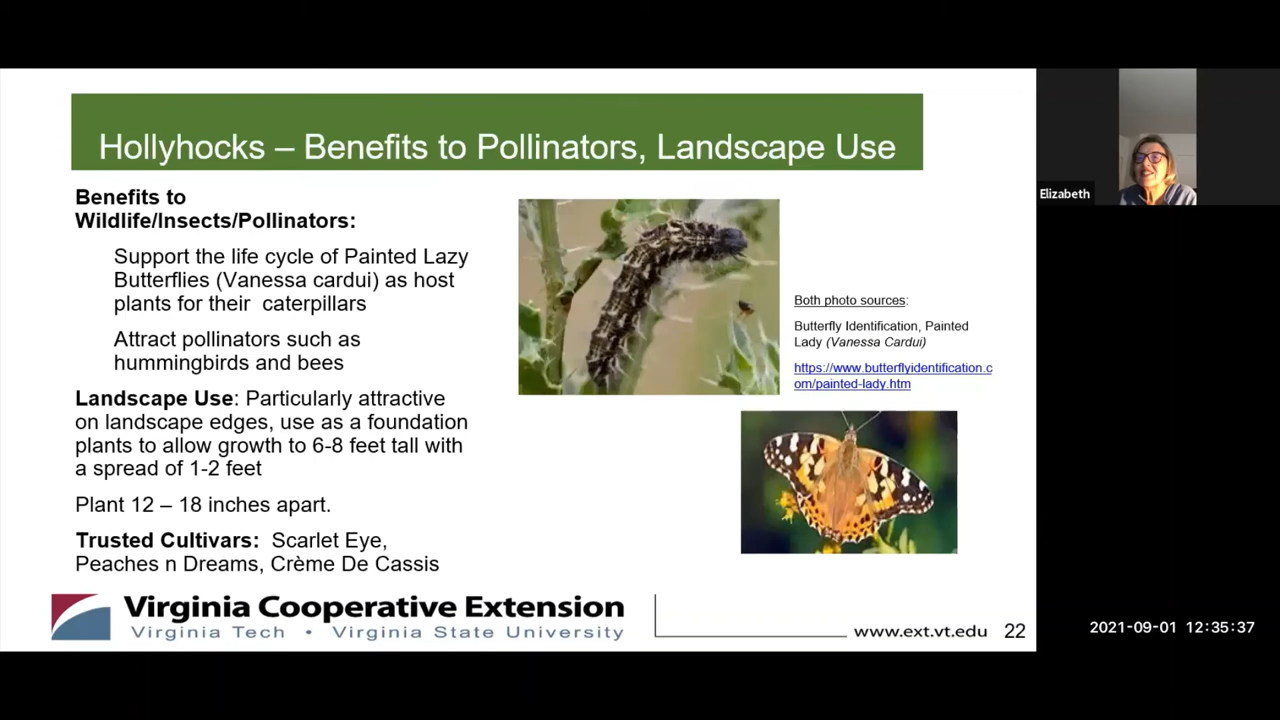 Hollyhocks – Benefits to Pollinators, Landscape Use
Benefits to
Wildlife/Insects/Pollinators:
Support the life cycle of Painted Lazy
Butterflies (Vanessa cardui) as host
plants for their caterpillars
Attract pollinators such as
hummingbirds and bees
Landscape Use: Particularly attractive
on landscape edges, use as a foundation
plants to allow growth to 6-8 feet tall with
a spread of 1-2 feet
Plant 12 – 18 inches apart.
Trusted Cultivars: Scarlet Eye,
Peaches n Dreams, Crème De Cassis
Both photo sources:
Butterfly Identification, Painted
Lady (Vanessa Cardui)
https://www.butterflyidentification.c
om/painted-lady.htm
Virginia Cooperative Extension
Virginia Tech • Virginia State University
www.ext.vt.edu 22
Elizabeth
2021-09-01 12:35:37